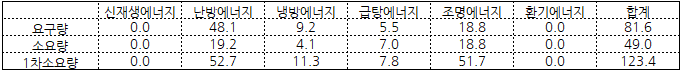 신재생에너지 난방에너지 냉방에너지 급탕에너지 조명에너지 환기에너지 합계
요구량 0.0 48.1 9.2 5.5 18.8 0.0 81.6
소요량 0.0 19.2 4.1 7.0 18.8 0.0 49.0
1차소요량 0.0 52.7 11.3 7.8 51.7 0.0 123.4